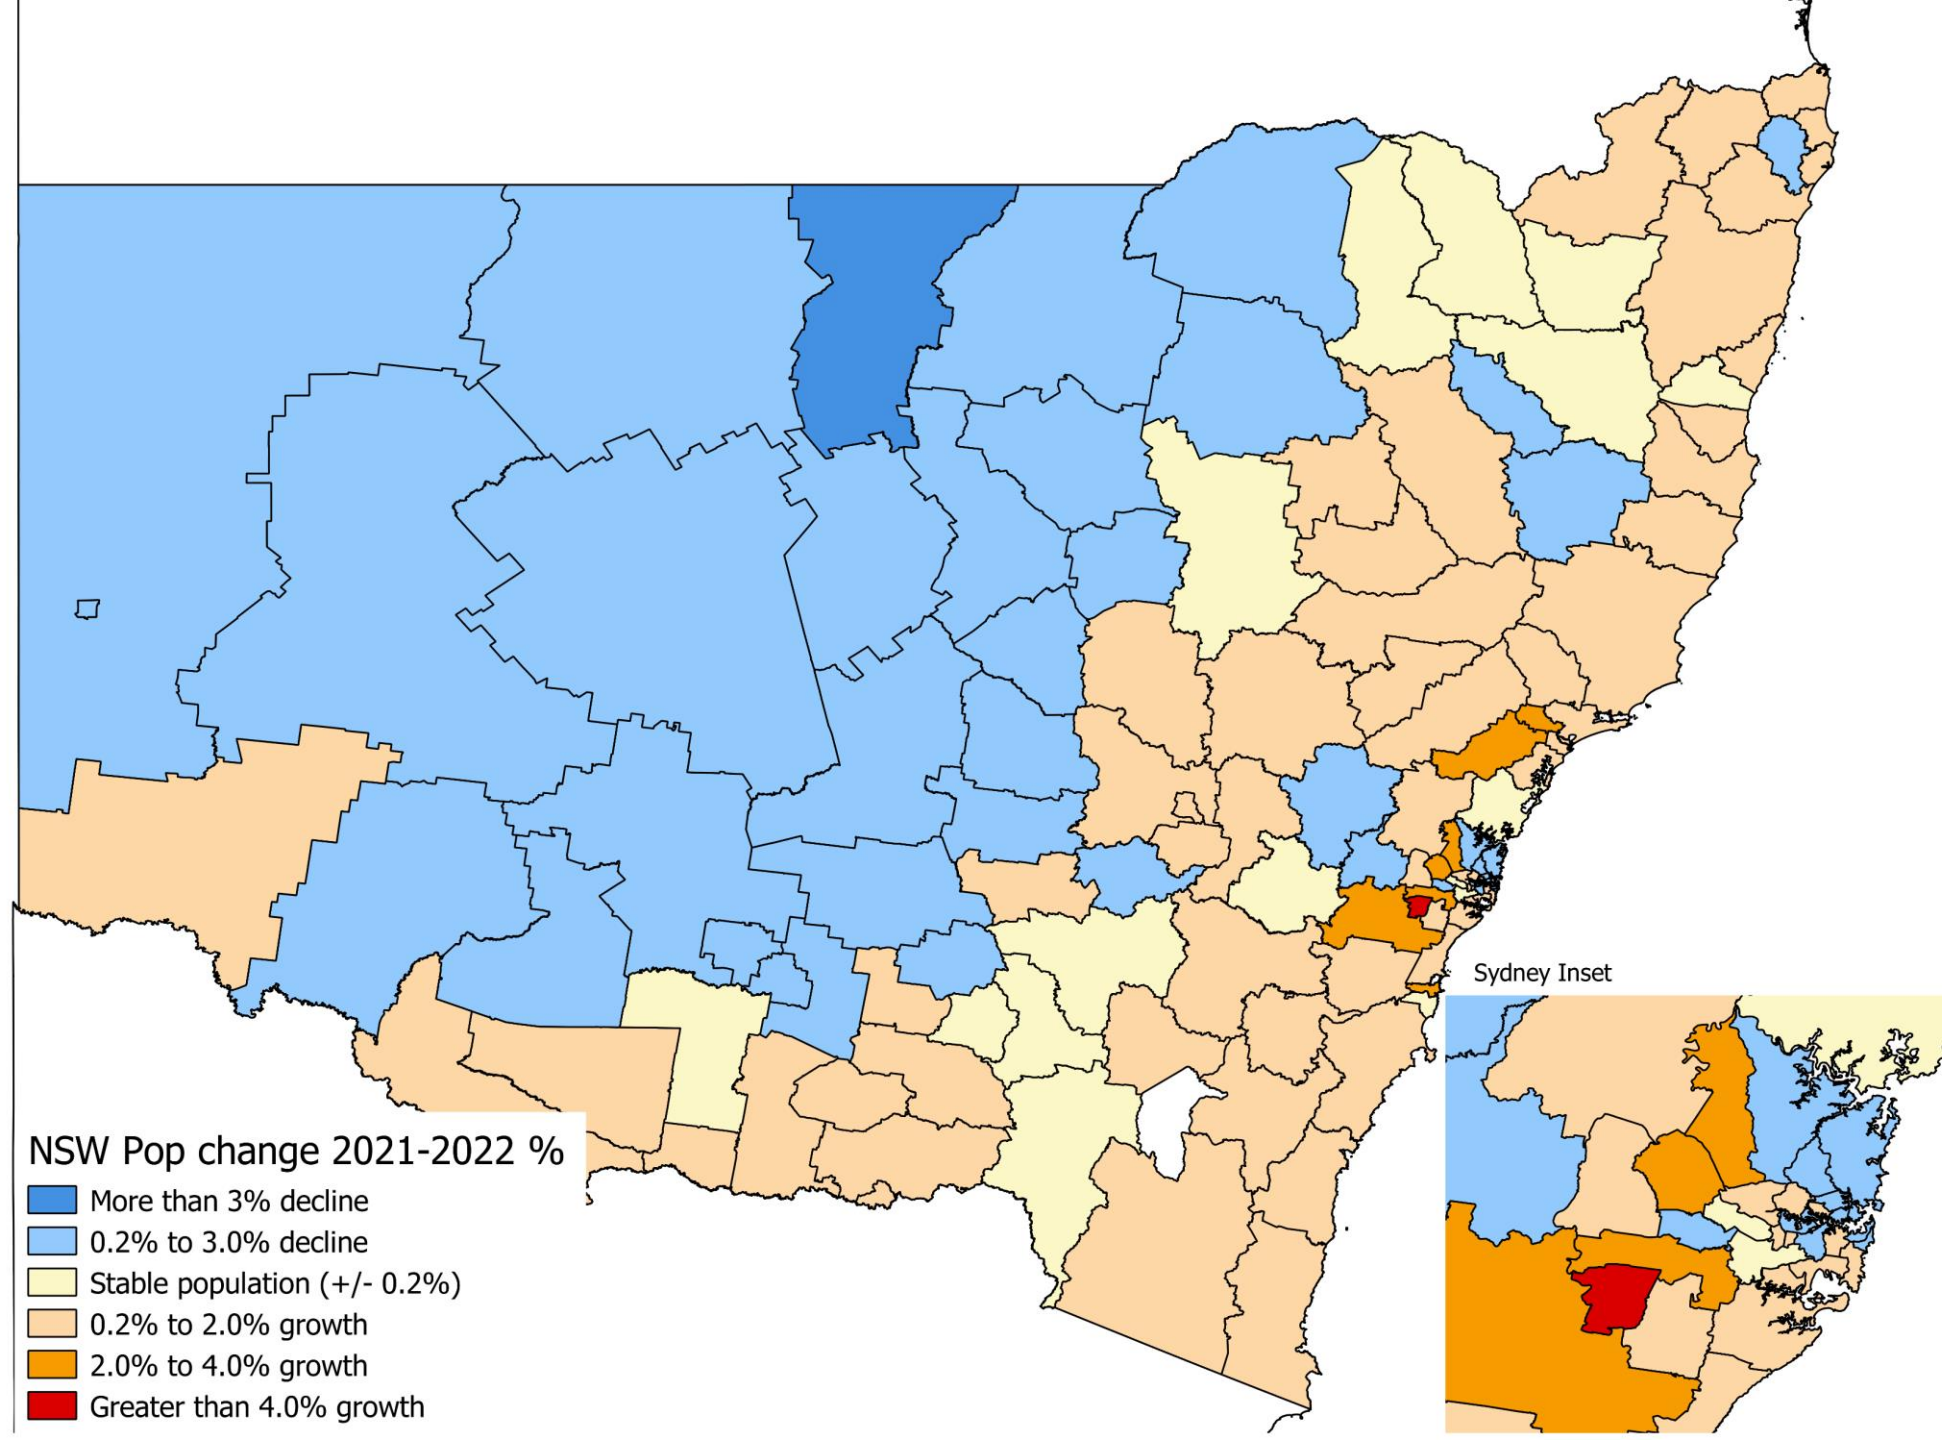 Sydney Inset
NSW Pop change 2021-2022 %
More than 3% decline
0.2% to 3.0% decline
Stable population (+/- 0.2%)
0.2% to 2.0% growth
2.0% to 4.0% growth
Greater than 4.0% growth